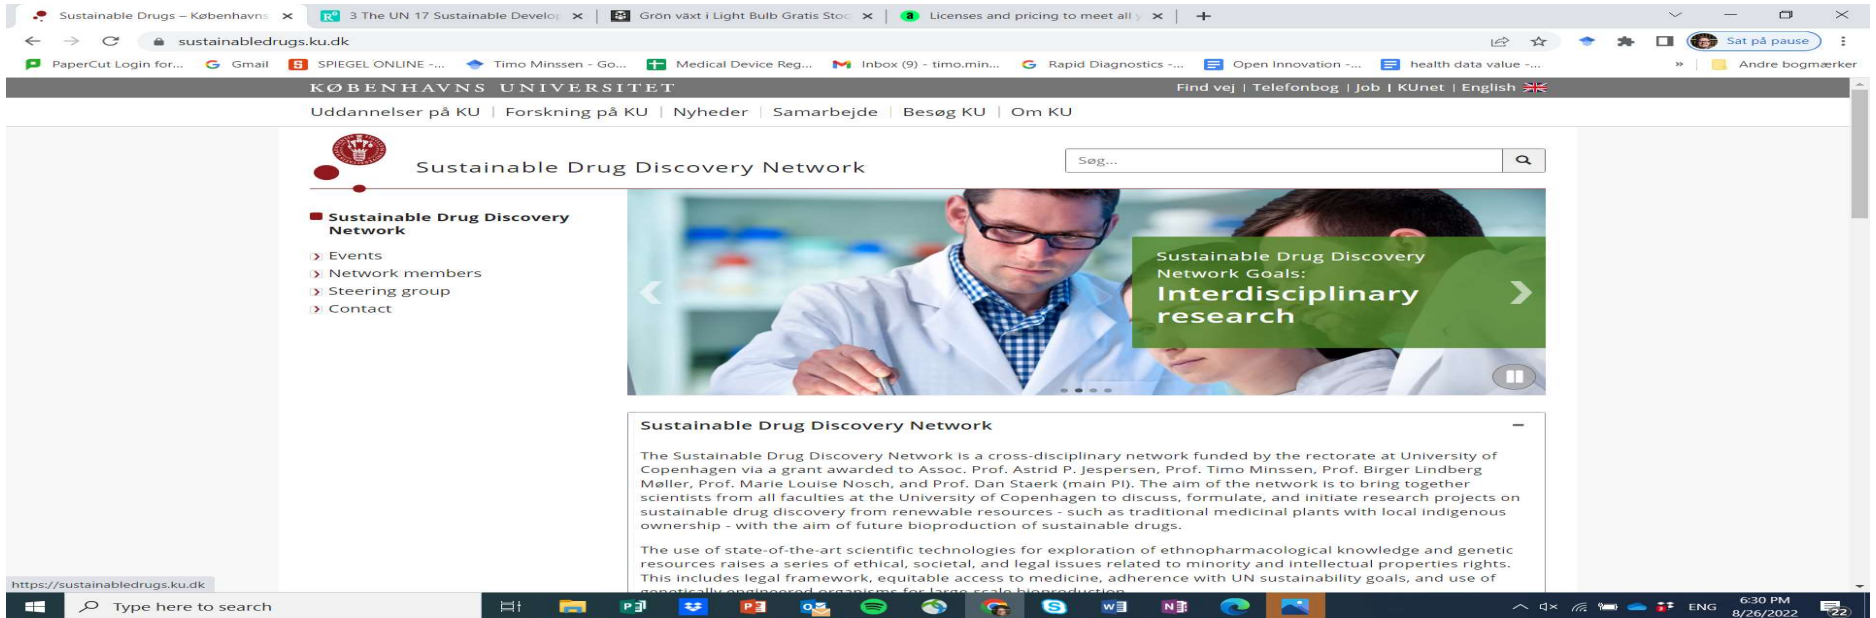 Sustainable Drugs – Københavns
3 The UN 17 Sustainable Develop
Grön växt i Light Bulb Gratis Stoc
Licenses and pricing to meet all y
sustainabledrugs.ku.dk
Sat på pause
PaperCut Login for...
Gmail
SPIEGEL ONLINE -...
Timo Minssen - Go...
Medical Device Reg...
Inbox (9) - timo.min...
Rapid Diagnostics -...
Open Innovation -...
health data value -...
»
Andre bogmærker
KØBENHAVNS UNIVERSITET
Find vej | Telefonbog | Job | KUnet | English
Uddannelser på KU | Forskning på KU | Nyheder | Samarbejde | Besøg KU | Om KU
Sustainable Drug Discovery Network
Søg...
Sustainable Drug Discovery
Network
Events
Network members
Steering group
Contact
Sustainable Drug Discovery
Network Goals:
Interdisciplinary
research
Sustainable Drug Discovery Network
The Sustainable Drug Discovery Network is a cross-disciplinary network funded by the rectorate at University of
Copenhagen via a grant awarded to Assoc. Prof. Astrid P. Jespersen, Prof. Timo Minssen, Prof. Birger Lindberg
Møller, Prof. Marie Louise Nosch, and Prof. Dan Staerk (main PI). The aim of the network is to bring together
scientists from all faculties at the University of Copenhagen to discuss, formulate, and initiate research projects on
sustainable drug discovery from renewable resources - such as traditional medicinal plants with local indigenous
ownership - with the aim of future bioproduction of sustainable drugs.
The use of state-of-the-art scientific technologies for exploration of ethnopharmacological knowledge and genetic
resources raises a series of ethical, societal, and legal issues related to minority and intellectual properties rights.
This includes legal framework, equitable access to medicine, adherence with UN sustainability goals, and use of
genetically engineered organisms for large scale bioproduction
https://sustainabledrugs.ku.dk
Type here to search
ENG
6:30 PM
8/26/2022
22